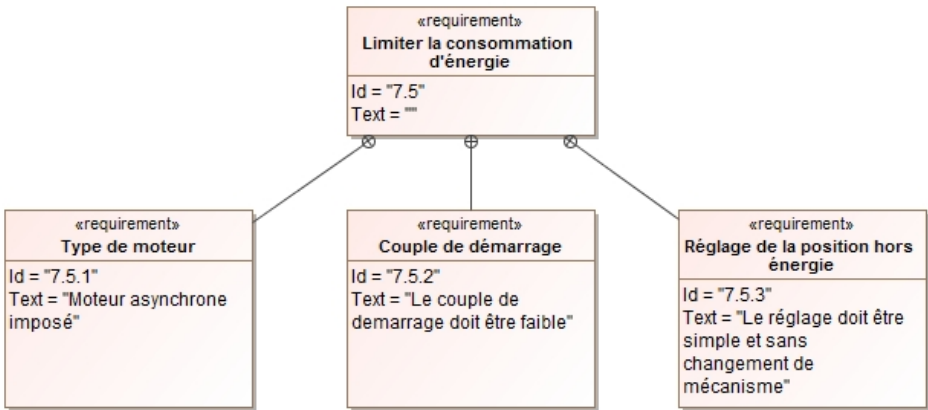 «requirement»
Limiter la consommation
d'énergie
Id = "7.5"
Text = ""
«requirement»
Type de moteur
Id = "7.5.1"
Text = "Moteur asynchrone
imposé"
«requirement»
Couple de démarrage
Id = "7.5.2"
Text = "Le couple de
demarrage doit être faible"
«requirement»
Réglage de la position hors
énergie
Id = "7.5.3"
Text = "Le réglage doit être
simple et sans
changement de
mécanisme"